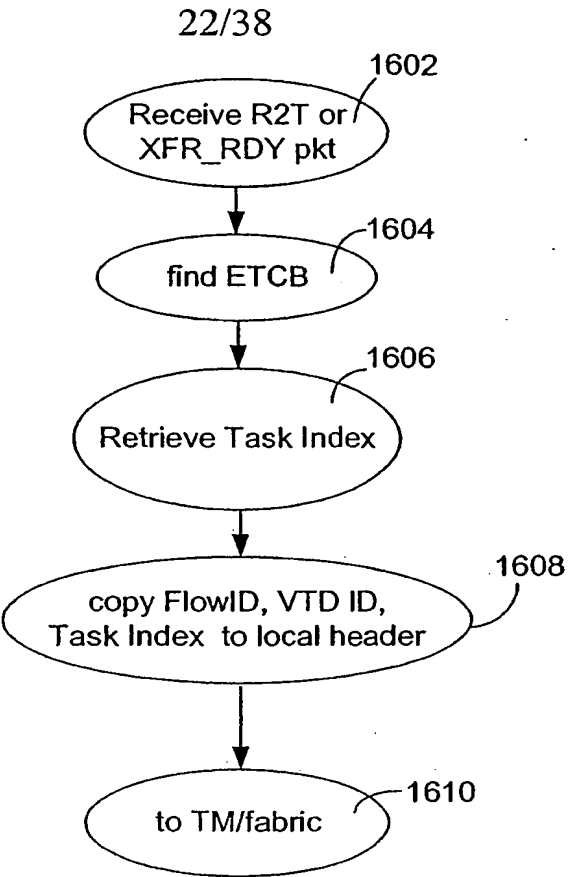 22/38
1602
Receive R2T or
XFR_RDY pkt
1604
find ETCB
1606
Retrieve Task Index
1608
copy FlowID, VTD ID,
Task Index to local header
1610
to TM/fabric